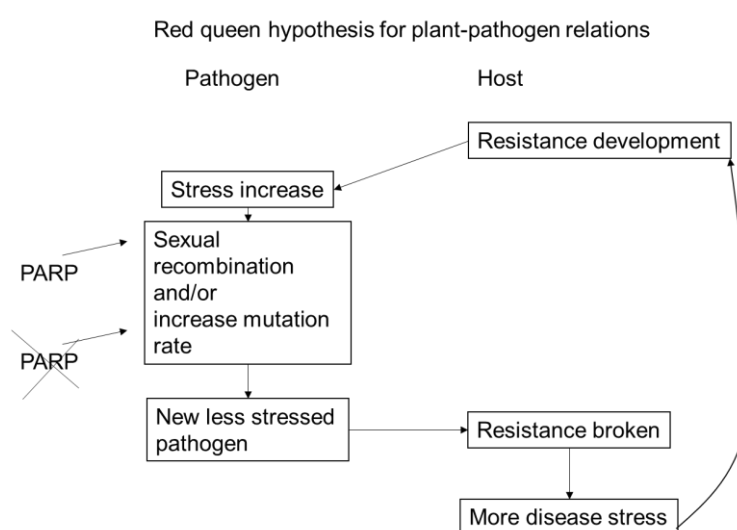 Red queen hypothesis for plant-pathogen relations
Pathogen
Host
Resistance development
Stress increase
Sexual
recombination
and/or
increase mutation
rate
PARP
PARP
New less stressed
pathogen
Resistance broken
More disease stress